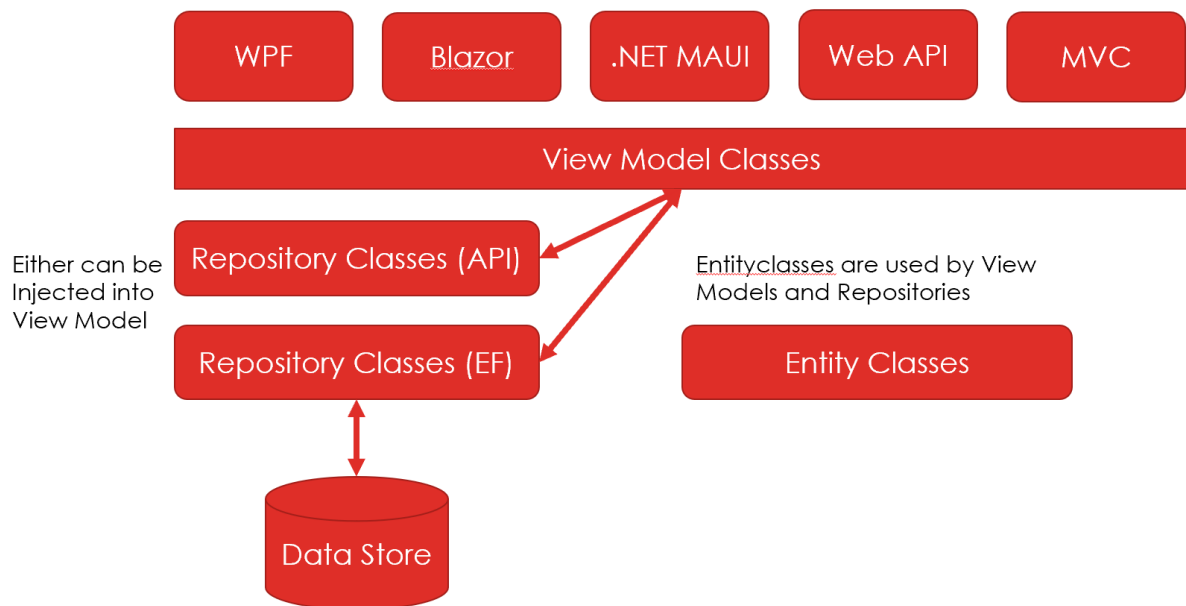 WPF
Blazor
.NET MAUI
Web API
MVC
View Model Classes
Repository Classes (API)
Either can be
Injected into
View Model
Entityclasses are used by View
Models and Repositories
Repository Classes (EF)
Entity Classes
Data Store